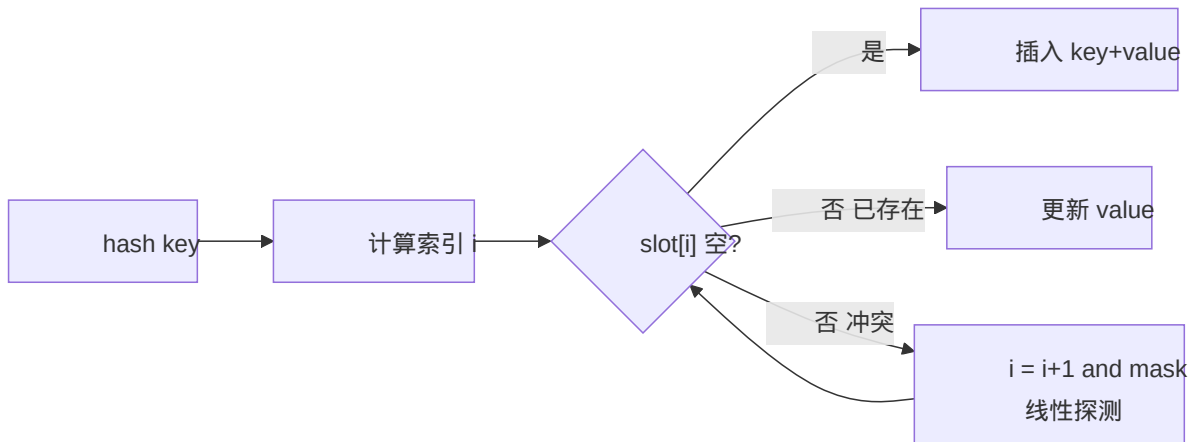 hash key
计算索引 i
slot[i] 空?
是
插入 key+value
否 已存在
更新 value
否 冲突
i = i+1 and mask
线性探测